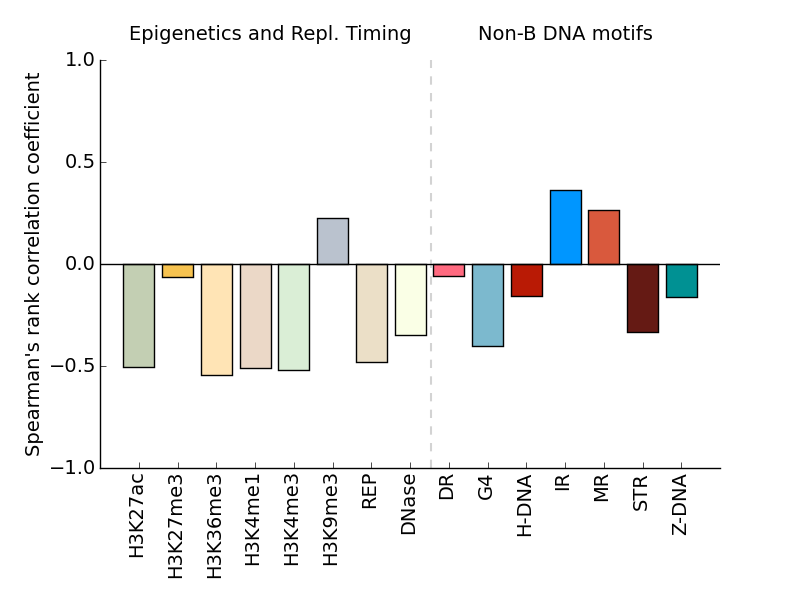 Epigenetics and Repl. Timing
Non-B DNA motifs
Spearman's rank correlation coefficient
1.0
0.5
0.0
−0.5
−1.0
H3K27ac
H3K27me3
H3K36me3
H3K4me1
H3K4me3
H3K9me3
REP
DNase
DR
G4
H-DNA
IR
MR
STR
Z-DNA